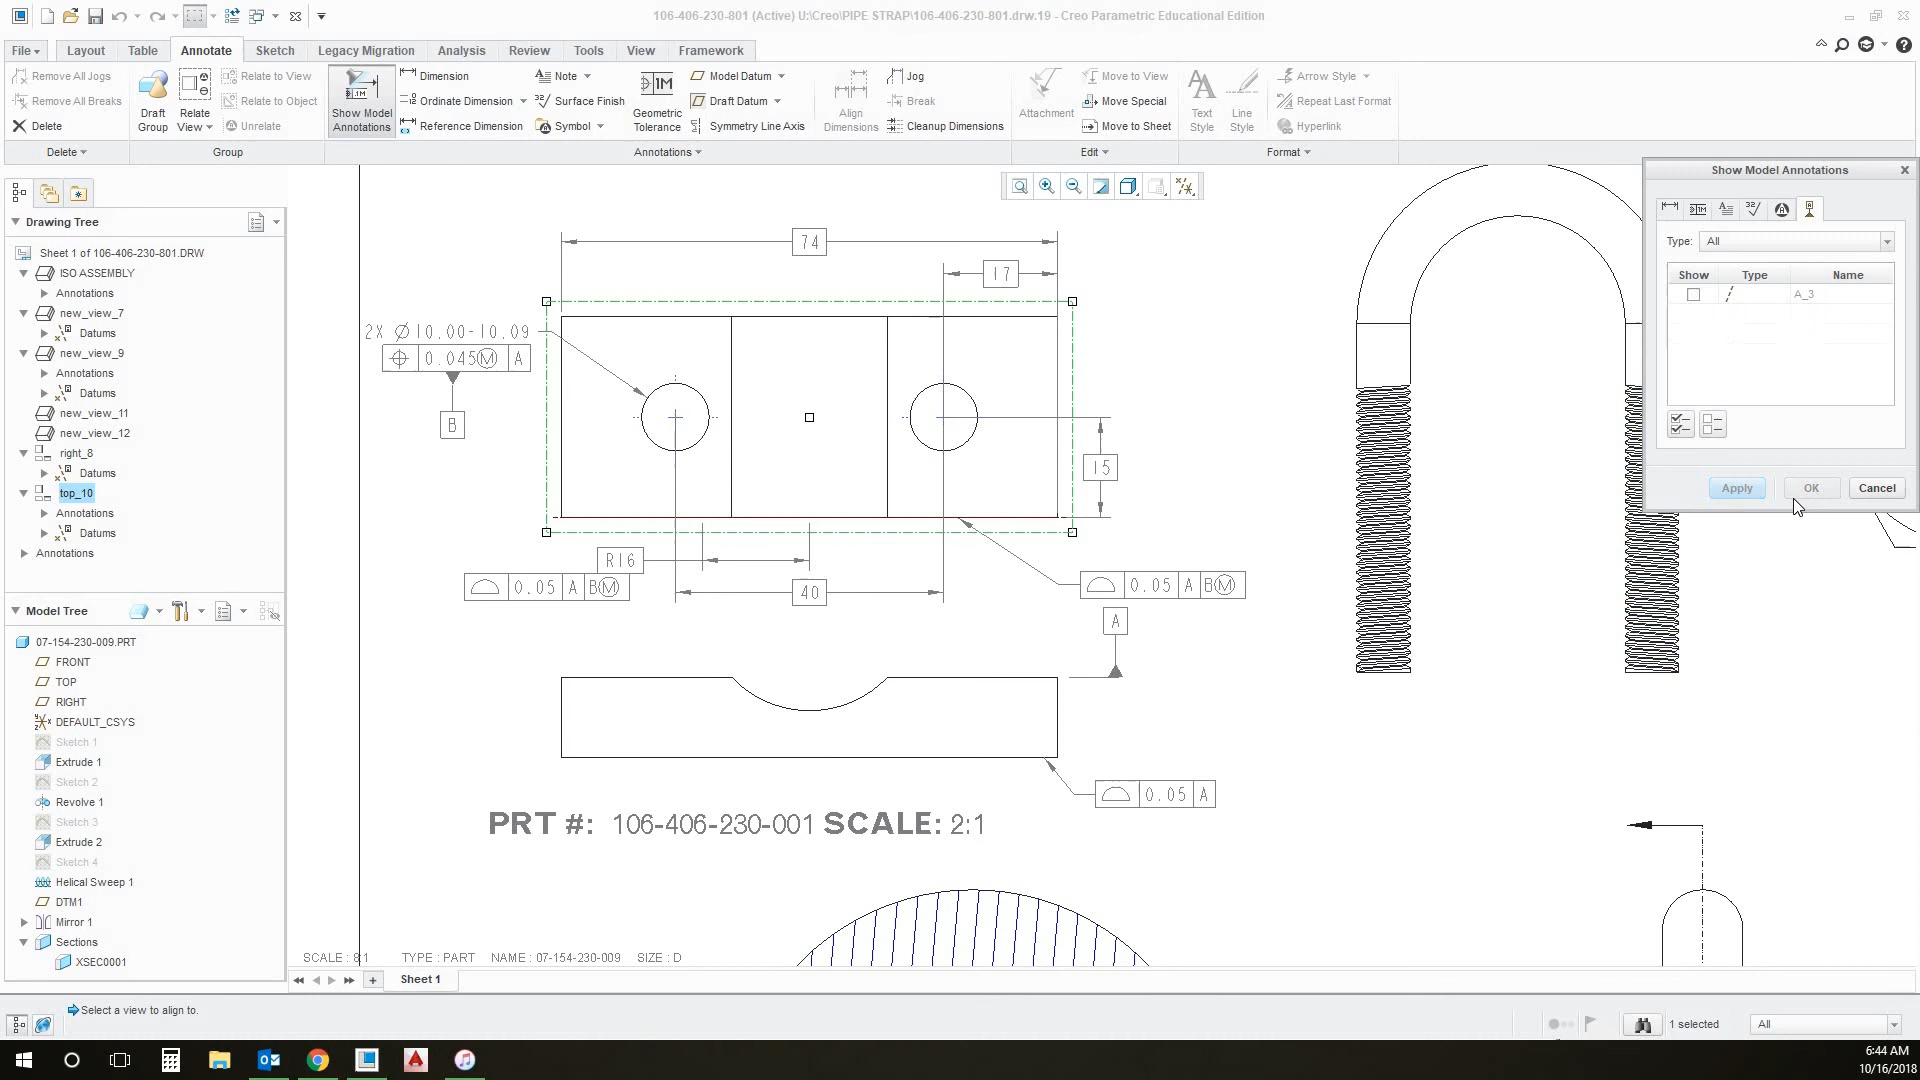 106-406-230-801 (Active) U:\Creo\PIPE STRAP\106-406-230-801.drw.19 - Creo Parametric Educational Edition
File Layout Table Annotate Sketch Legacy Migration Analysis Review Tools View Framework
Remove All Jogs
Remove All Breaks
Delete
Delete
Draft Group
Relate View
Relate to View
Relate to Object
Unrelate
Group
Show Model Annotations
Dimension
Ordinate Dimension
Reference Dimension
Note
Surface Finish
Symbol
Geometric Tolerance
Model Datum
Draft Datum
Symmetry Line Axis
Align Dimensions
Jog
Break
Cleanup Dimensions
Annotations
Attachment
Move to View
Move Special
Move to Sheet
Edit
Text Style
Line Style
Arrow Style
Repeat Last Format
Hyperlink
Format
Drawing Tree
Sheet 1 of 106-406-230-801.DRW
ISO ASSEMBLY
Annotations
new_view_7
Datums
new_view_9
Annotations
Datums
new_view_11
new_view_12
right_8
Datums
top_10
Annotations
Datums
Annotations
Model Tree
07-154-230-009.PRT
FRONT
TOP
RIGHT
DEFAULT_CSYS
Sketch 1
Extrude 1
Sketch 2
Revolve 1
Sketch 3
Extrude 2
Sketch 4
Helical Sweep 1
DTM1
Mirror 1
Sections
XSEC0001
74
17
2X Ø10.00-10.09
⌖ 0.045Ⓜ A
B
15
R16
⌓ 0.05 A BⓂ
40
⌓ 0.05 A BⓂ
A
⌓ 0.05 A
PRT #: 106-406-230-001 SCALE: 2:1
SCALE : 8:1 TYPE : PART NAME : 07-154-230-009 SIZE : D
Sheet 1
Show Model Annotations
Type: All
Show Type Name
A_3
Apply OK Cancel
Select a view to align to.
1 selected All
6:44 AM
10/16/2018